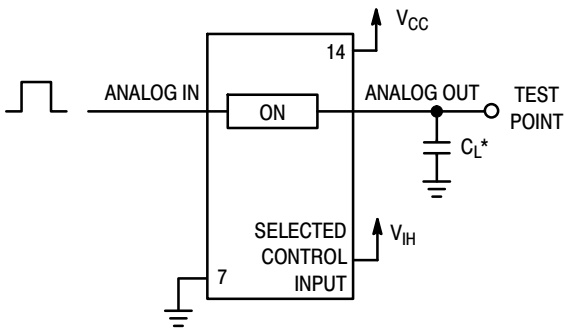 V_CC
14
ANALOG IN
ON
ANALOG OUT
TEST
POINT
C_L*
SELECTED
CONTROL
INPUT
V_IH
7